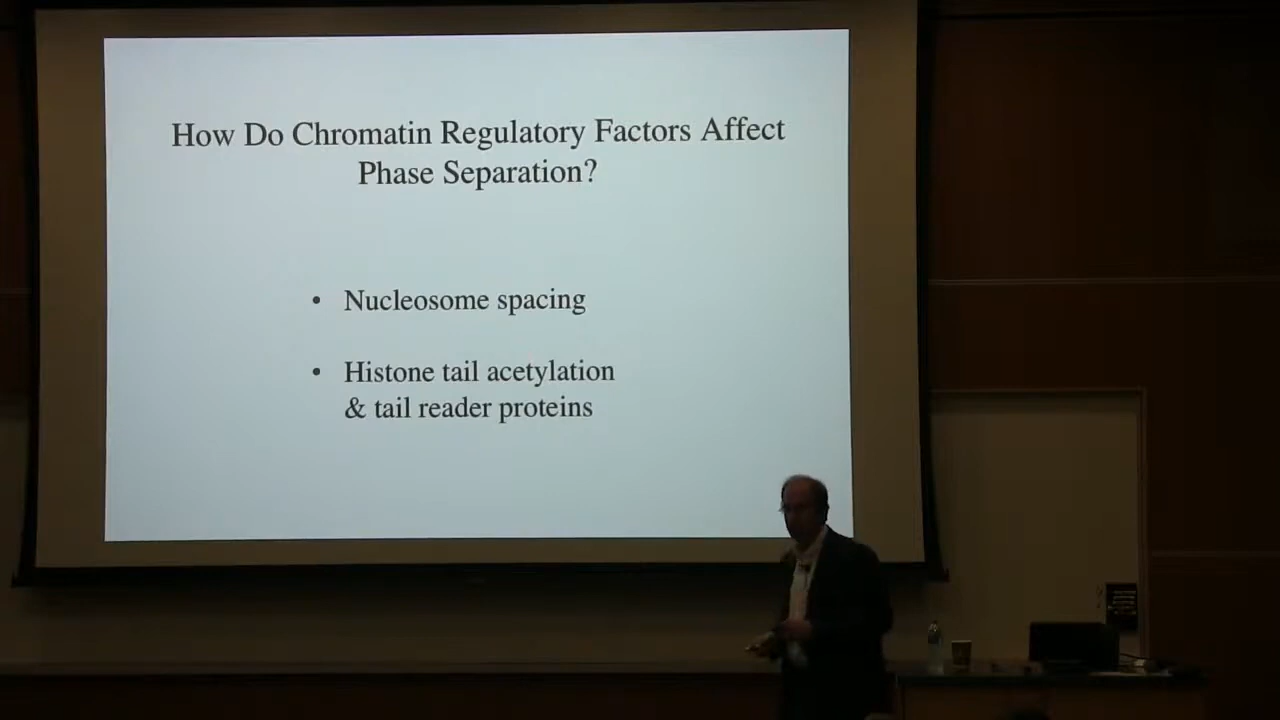 How Do Chromatin Regulatory Factors Affect
Phase Separation?
• Nucleosome spacing
• Histone tail acetylation
& tail reader proteins